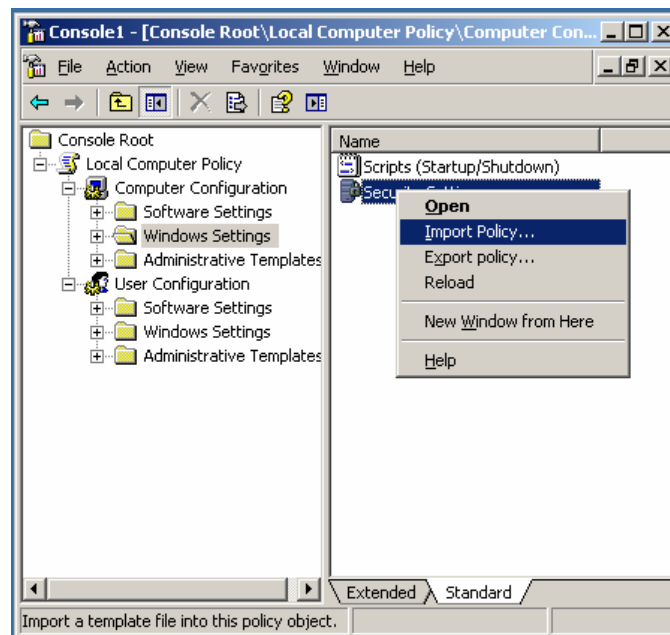 Console1 - [Console Root\Local Computer Policy\Computer Con...
File Action View Favorites Window Help
Console Root
Local Computer Policy
Computer Configuration
Software Settings
Windows Settings
Administrative Templates
User Configuration
Software Settings
Windows Settings
Administrative Templates
Name
Scripts (Startup/Shutdown)
Open
Import Policy...
Export policy...
Reload
New Window from Here
Help
Extended Standard
Import a template file into this policy object.